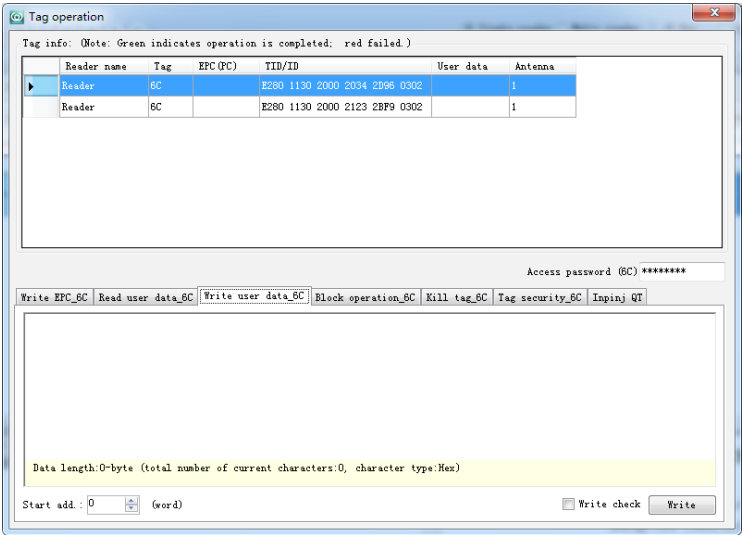 Tag operation
Tag info: (Note: Green indicates operation is completed; red failed.)
Reader name Tag EPC(PC) TID/ID User data Antenna
Reader 6C E280 1130 2000 2034 2D96 0302 1
Reader 6C E280 1130 2000 2123 2BF9 0302 1
Access password (6C) ********
Write EPC_6C Read user data_6C Write user data_6C Block operation_6C Kill tag_6C Tag security_6C Inpinj QT
Data length:0-byte (total number of current characters:0, character type:Hex)
Start add.: 0 (word) Write check Write